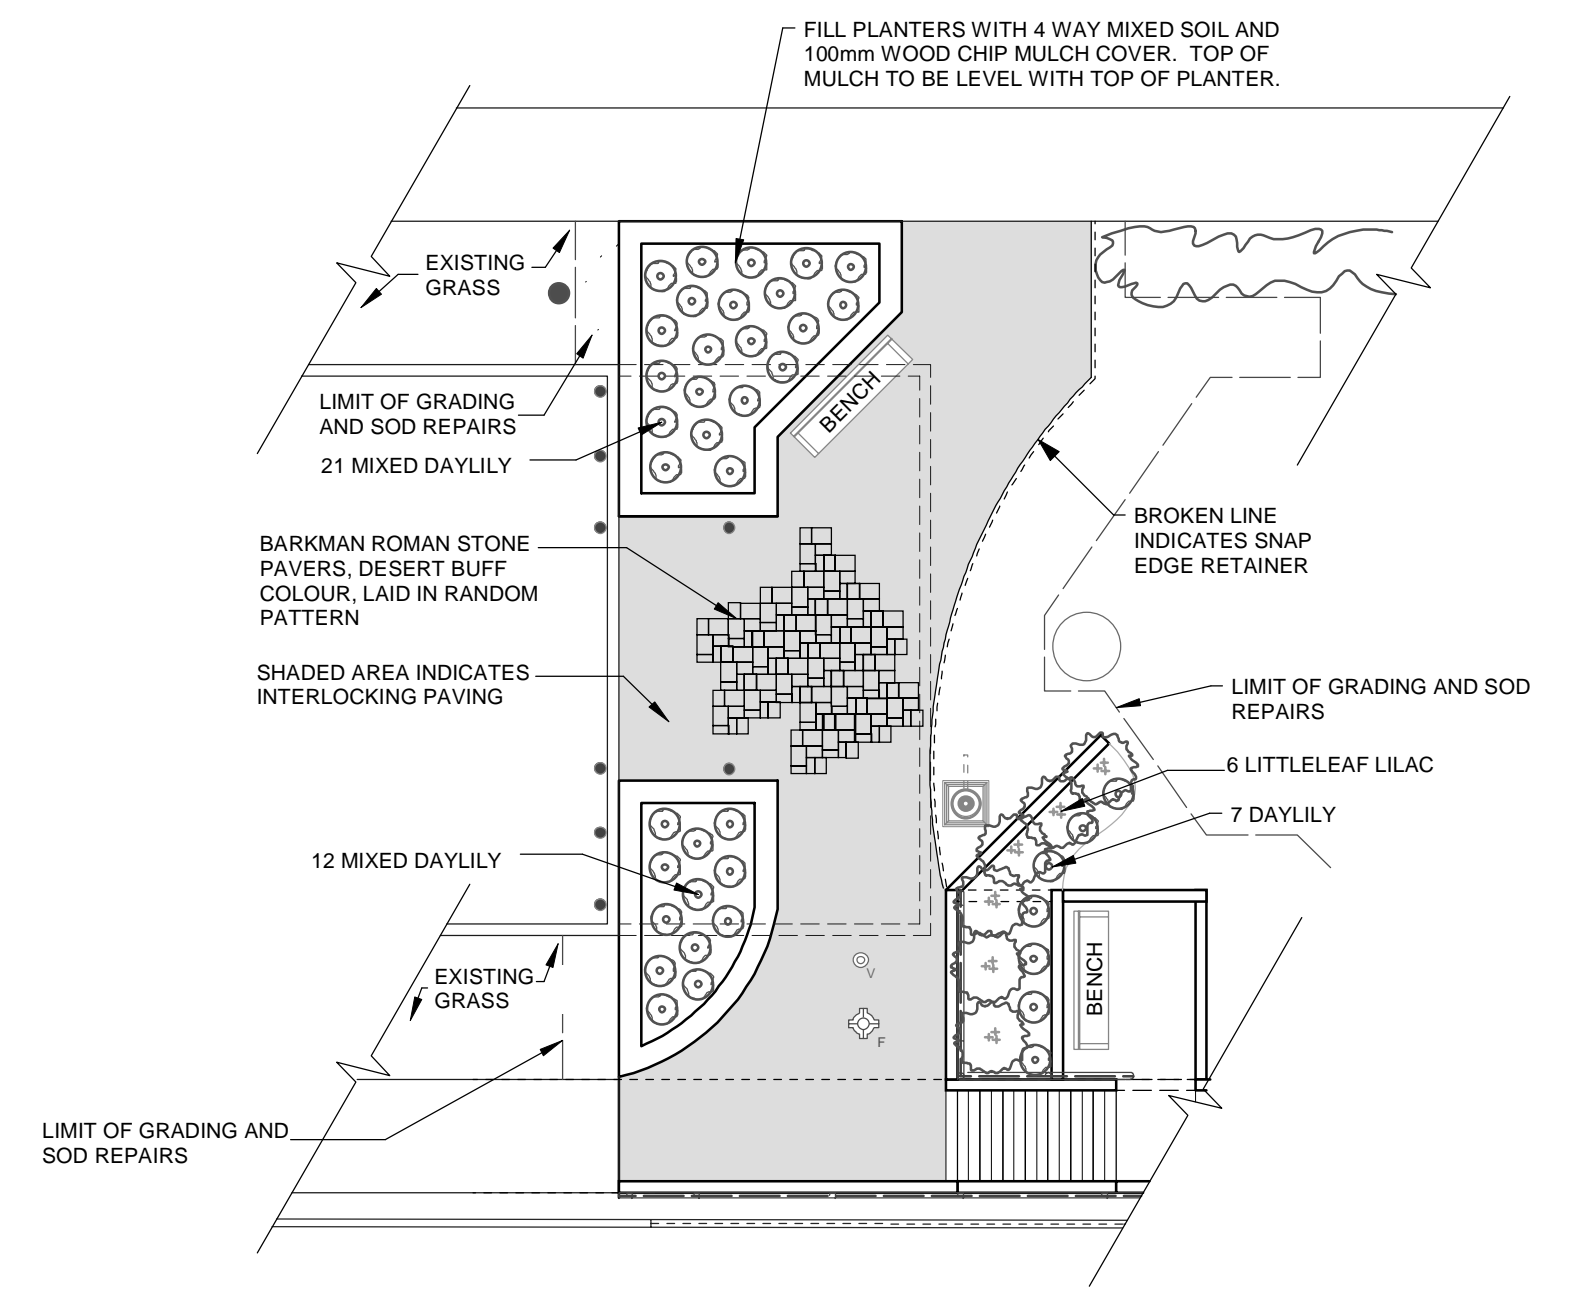 FILL PLANTERS WITH 4 WAY MIXED SOIL AND
100mm WOOD CHIP MULCH COVER.  TOP OF
MULCH TO BE LEVEL WITH TOP OF PLANTER.
EXISTING
GRASS
LIMIT OF GRADING
AND SOD REPAIRS
21 MIXED DAYLILY
BENCH
BROKEN LINE
INDICATES SNAP
EDGE RETAINER
BARKMAN ROMAN STONE
PAVERS, DESERT BUFF
COLOUR, LAID IN RANDOM
PATTERN
SHADED AREA INDICATES
INTERLOCKING PAVING
LIMIT OF GRADING AND SOD
REPAIRS
6 LITTLELEAF LILAC
7 DAYLILY
12 MIXED DAYLILY
EXISTING
GRASS
V
F
BENCH
LIMIT OF GRADING AND
SOD REPAIRS